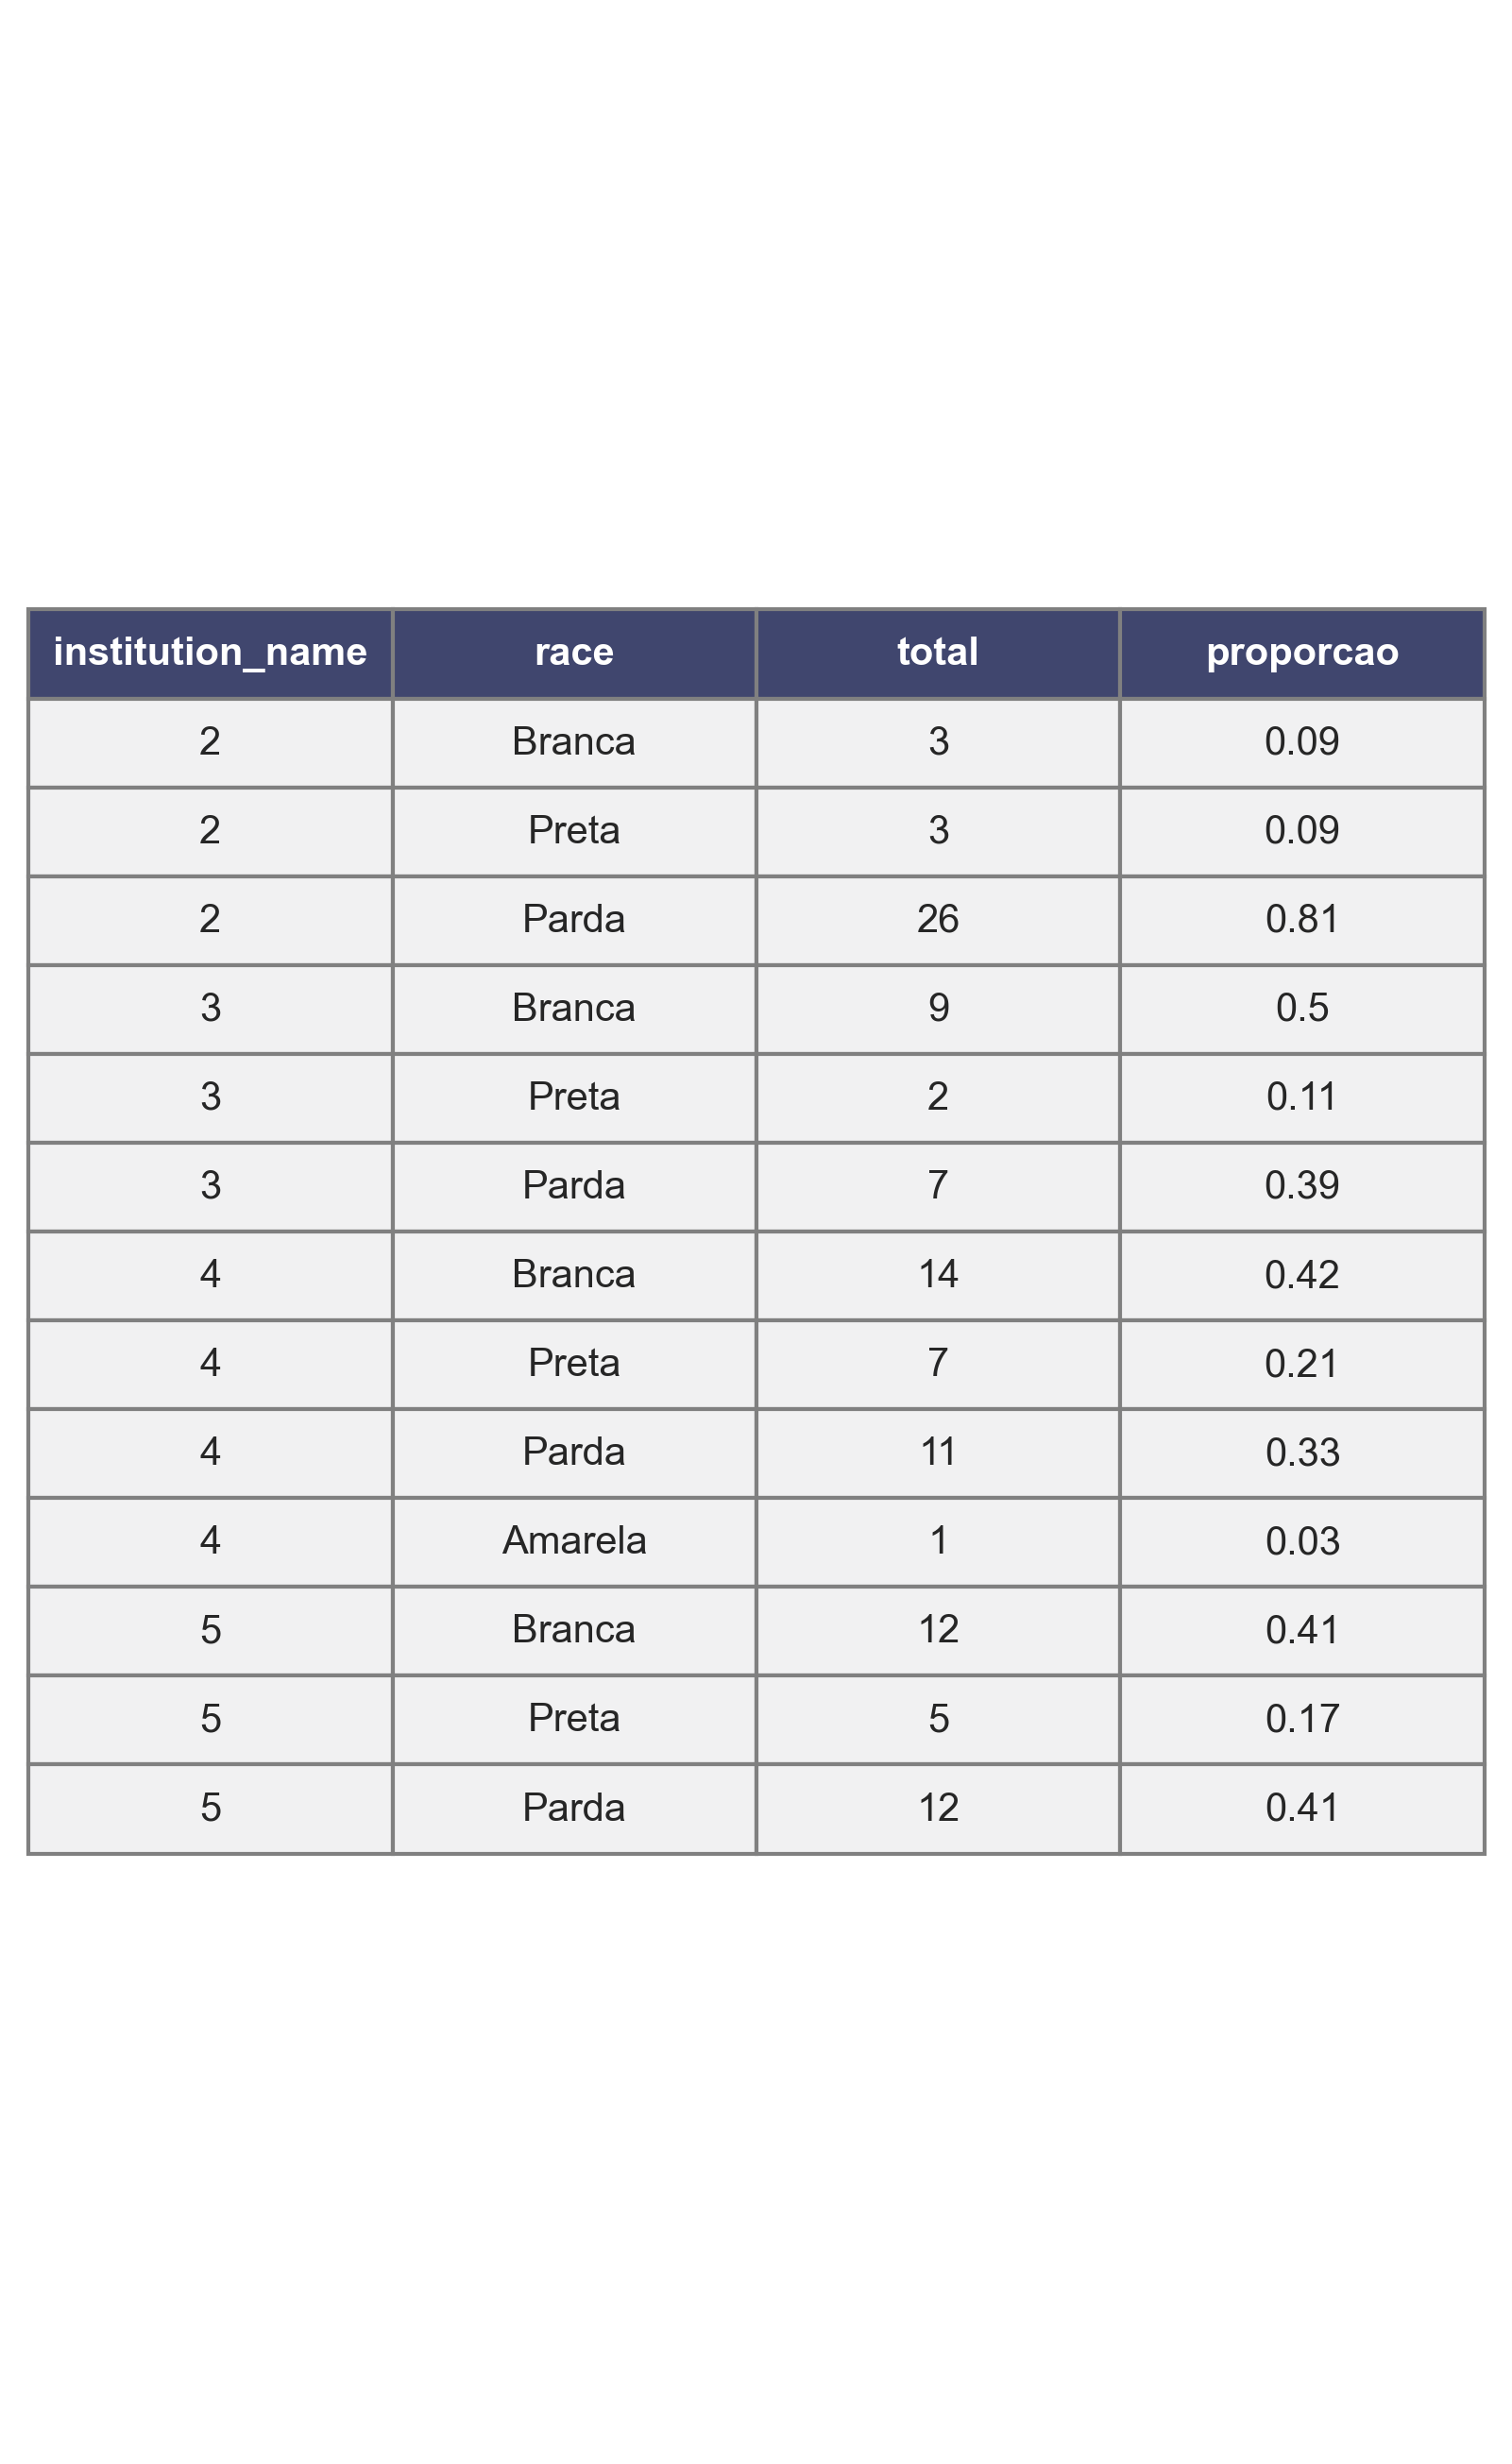 institution_name race total proporcao
2 Branca 3 0.09
2 Preta 3 0.09
2 Parda 26 0.81
3 Branca 9 0.5
3 Preta 2 0.11
3 Parda 7 0.39
4 Branca 14 0.42
4 Preta 7 0.21
4 Parda 11 0.33
4 Amarela 1 0.03
5 Branca 12 0.41
5 Preta 5 0.17
5 Parda 12 0.41